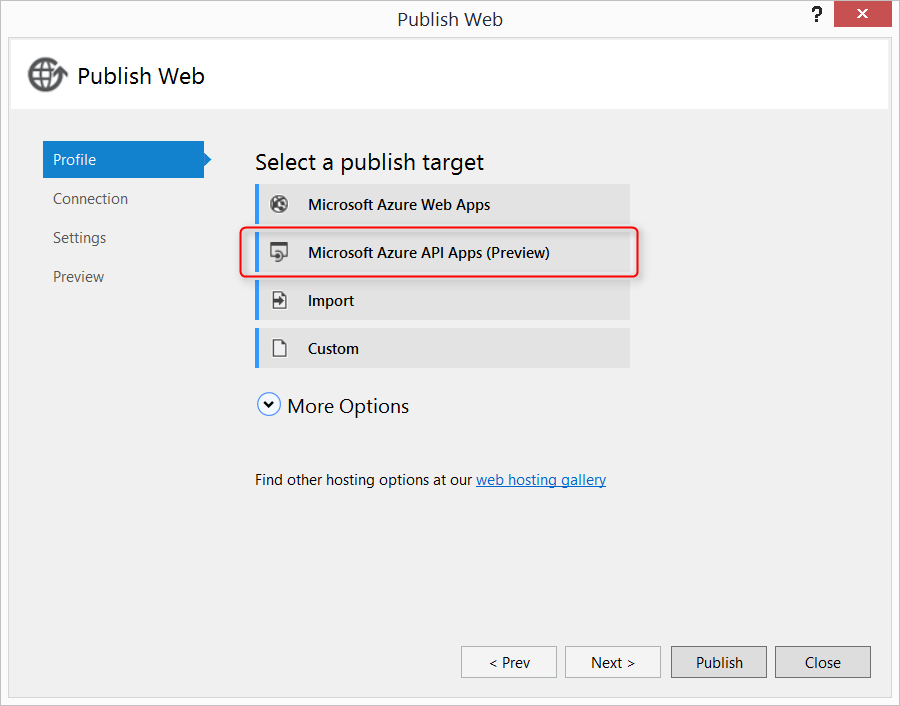 Publish Web
?
Publish Web
Profile
Connection
Settings
Preview
Select a publish target
Microsoft Azure Web Apps
Microsoft Azure API Apps (Preview)
Import
Custom
More Options
Find other hosting options at our web hosting gallery
< Prev
Next >
Publish
Close